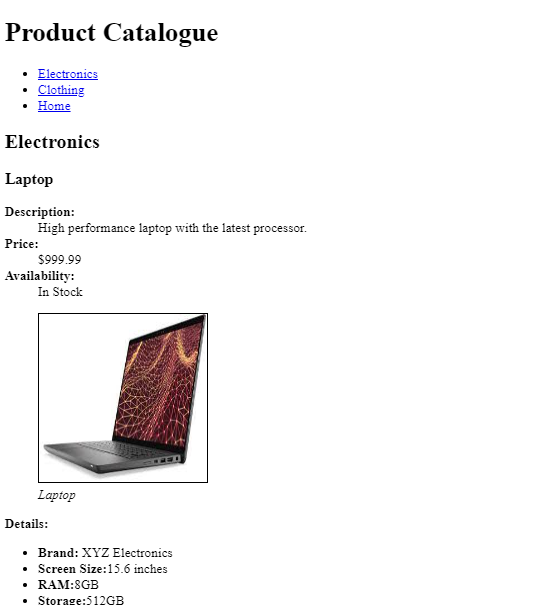 Product Catalogue
Electronics
Clothing
Home
Electronics
Laptop
Description:
High performance laptop with the latest processor.
Price:
$999.99
Availability:
In Stock
Laptop
Details:
Brand: XYZ Electronics
Screen Size:15.6 inches
RAM:8GB
Storage:512GB